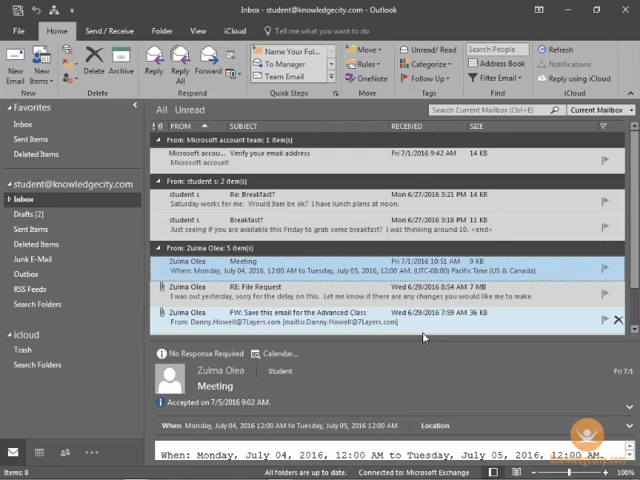 Inbox - student@knowledgecity.com - Outlook
File Home Send / Receive Folder View iCloud Tell me what you want to do...
New Email New Items Delete Archive Reply Reply All Forward
Name Your Fol... To Manager Team Email
Move Rules OneNote
Unread/ Read Categorize Follow Up
Search People Address Book Filter Email
Refresh Notifications Reply using iCloud
New Delete Respond Quick Steps Move Tags Find iCloud
Favorites
Inbox
Sent Items
Deleted Items
student@knowledgecity.com
Inbox
Drafts [2]
Sent Items
Deleted Items
Junk E-Mail
Outbox
RSS Feeds
Search Folders
icloud
Trash
Search Folders
All Unread Search Current Mailbox (Ctrl+E) Current Mailbox
FROM SUBJECT RECEIVED SIZE
From: Microsoft account team: 1 item(s)
Microsoft accou... Verify your email address Fri 7/1/2016 9:42 AM 14 KB
Microsoft account
From: student s: 2 item(s)
student s Re: Breakfast? Mon 6/27/2016 3:21 PM 14 KB
Saturday works for me. Would 9am be ok? I have lunch plans at noon.
student s Breakfast? Mon 6/27/2016 3:18 PM 11 KB
Just seeing if you are available this Friday to grab some breakfast? I was thinking around 10. <end>
From: Zulma Olea: 5 item(s)
Zulma Olea Meeting Fri 7/1/2016 10:51 AM 9 KB
When: Monday, July 04, 2016, 12:00 AM to Tuesday, July 05, 2016, 12:00 AM. (UTC-08:00) Pacific Time (US & Canada)
Zulma Olea RE: File Request Wed 6/29/2016 8:54 AM 7 MB
I was out yesterday, sorry for the delay on this. Let me know if there are any changes you would like me to make.
Zulma Olea FW: Save this email for the Advanced Class Wed 6/29/2016 7:59 AM 36 KB
From: Danny.Howell@7Layers.com [mailto:Danny.Howell@7Layers.com]
No Response Required Calendar...
Zulma Olea Student Fri 7/1
Meeting
Accepted on 7/5/2016 9:02 AM.
When Monday, July 04, 2016, 12:00 AM to Tuesday, July 05, 2016, 12:00 AM Location
When: Monday, July 04, 2016, 12:00 AM to Tuesday, July 05, 2016, 12:00 AM.
knowledgecity.com
Items: 8 All folders are up to date. Connected to: Microsoft Exchange 100%